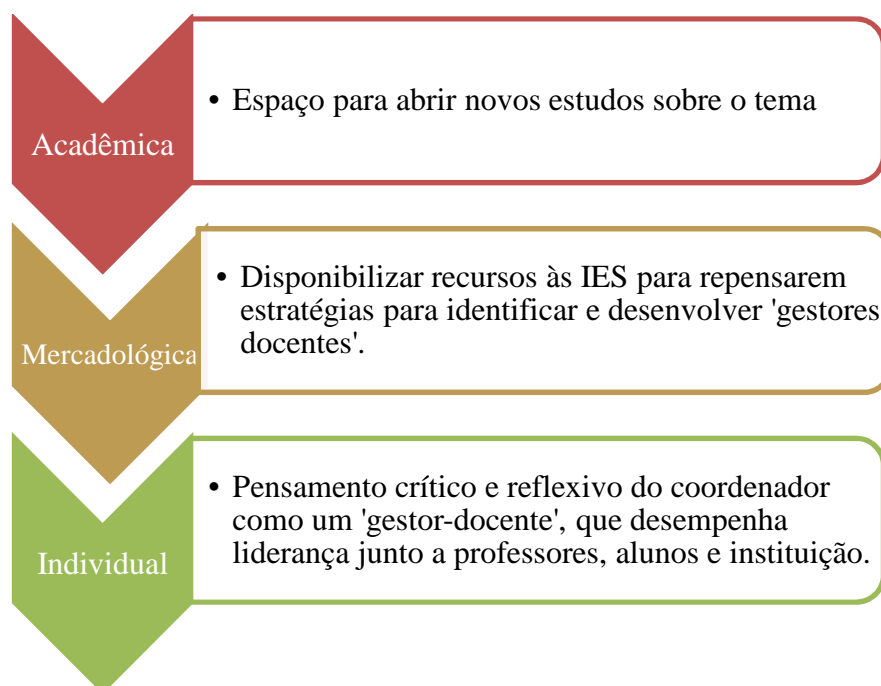 Acadêmica
• Espaço para abrir novos estudos sobre o tema
Mercadológica
• Disponibilizar recursos às IES para repensarem
estratégias para identificar e desenvolver 'gestores
docentes'.
Individual
• Pensamento crítico e reflexivo do coordenador
como um 'gestor-docente', que desempenha
liderança junto a professores, alunos e instituição.